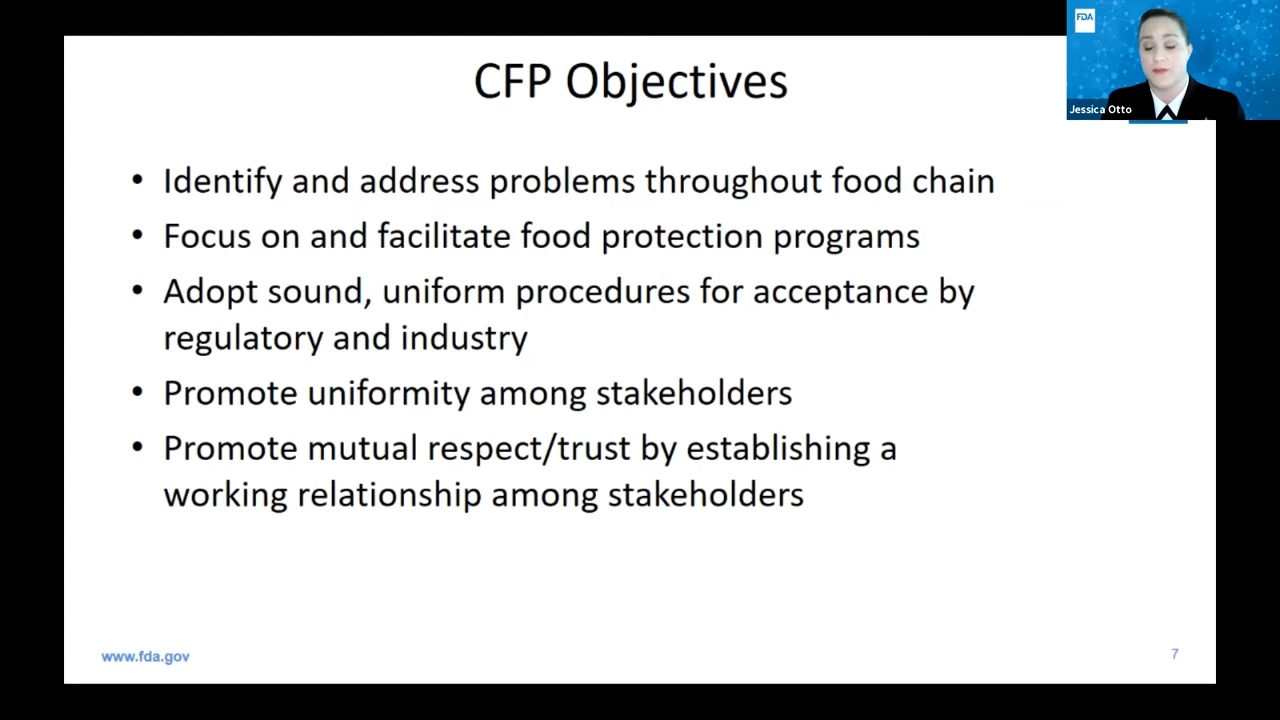 CFP Objectives
FDA
Jessica Otto
• Identify and address problems throughout food chain
• Focus on and facilitate food protection programs
• Adopt sound, uniform procedures for acceptance by
regulatory and industry
• Promote uniformity among stakeholders
• Promote mutual respect/trust by establishing a
working relationship among stakeholders
www.fda.gov
7